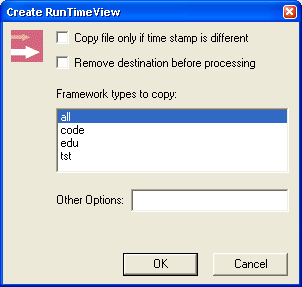 Create RunTimeView
Copy file only if time stamp is different
Remove destination before processing
Framework types to copy:
all
code
edu
tst
Other Options:
OK
Cancel